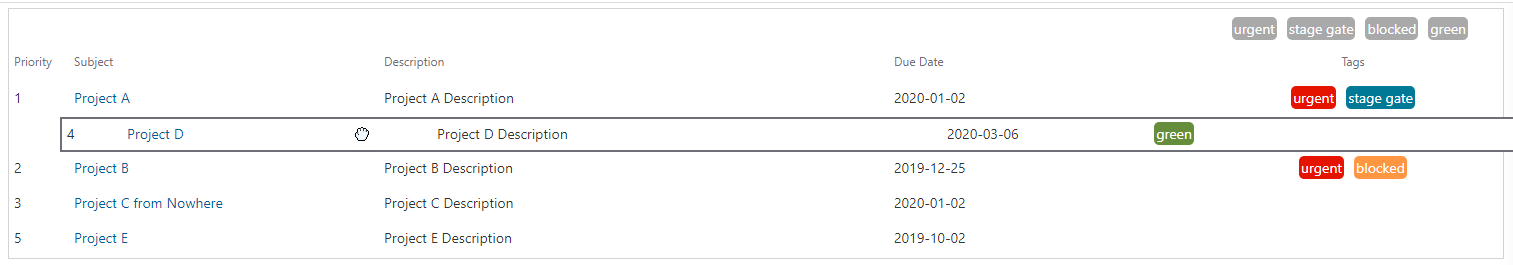 urgent stage gate blocked green
Priority Subject Description Due Date Tags
1 Project A Project A Description 2020-01-02 urgent stage gate
4 Project D Project D Description 2020-03-06 green
2 Project B Project B Description 2019-12-25 urgent blocked
3 Project C from Nowhere Project C Description 2020-01-02
5 Project E Project E Description 2019-10-02